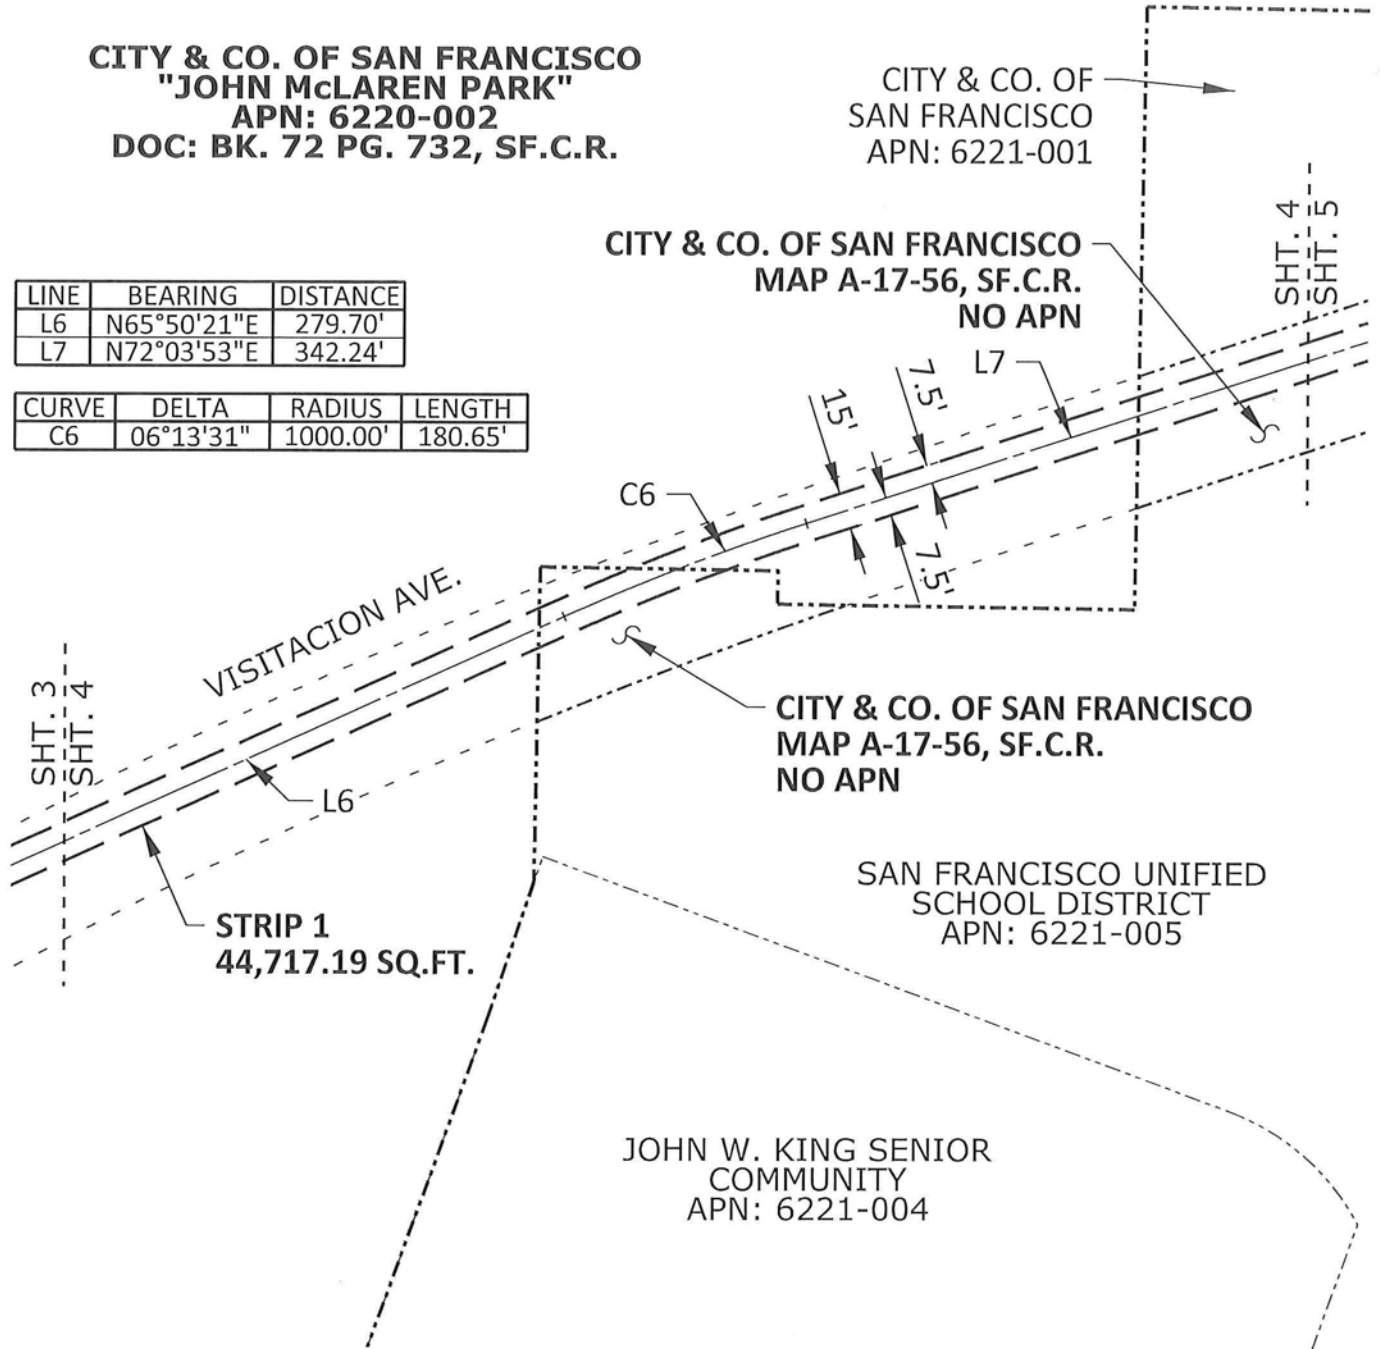 CITY & CO. OF SAN FRANCISCO
"JOHN McLAREN PARK"
APN: 6220-002
DOC: BK. 72 PG. 732, SF.C.R.
CITY & CO. OF
SAN FRANCISCO
APN: 6221-001
SHT. 4
SHT. 5
CITY & CO. OF SAN FRANCISCO
MAP A-17-56, SF.C.R.
NO APN
LINE BEARING DISTANCE
L6 N65°50'21"E 279.70'
L7 N72°03'53"E 342.24'
CURVE DELTA RADIUS LENGTH
C6 06°13'31" 1000.00' 180.65'
L7
7.5'
15'
C6
7.5'
VISITACION AVE.
SHT. 3
SHT. 4
L6
CITY & CO. OF SAN FRANCISCO
MAP A-17-56, SF.C.R.
NO APN
STRIP 1
44,717.19 SQ.FT.
SAN FRANCISCO UNIFIED
SCHOOL DISTRICT
APN: 6221-005
JOHN W. KING SENIOR
COMMUNITY
APN: 6221-004